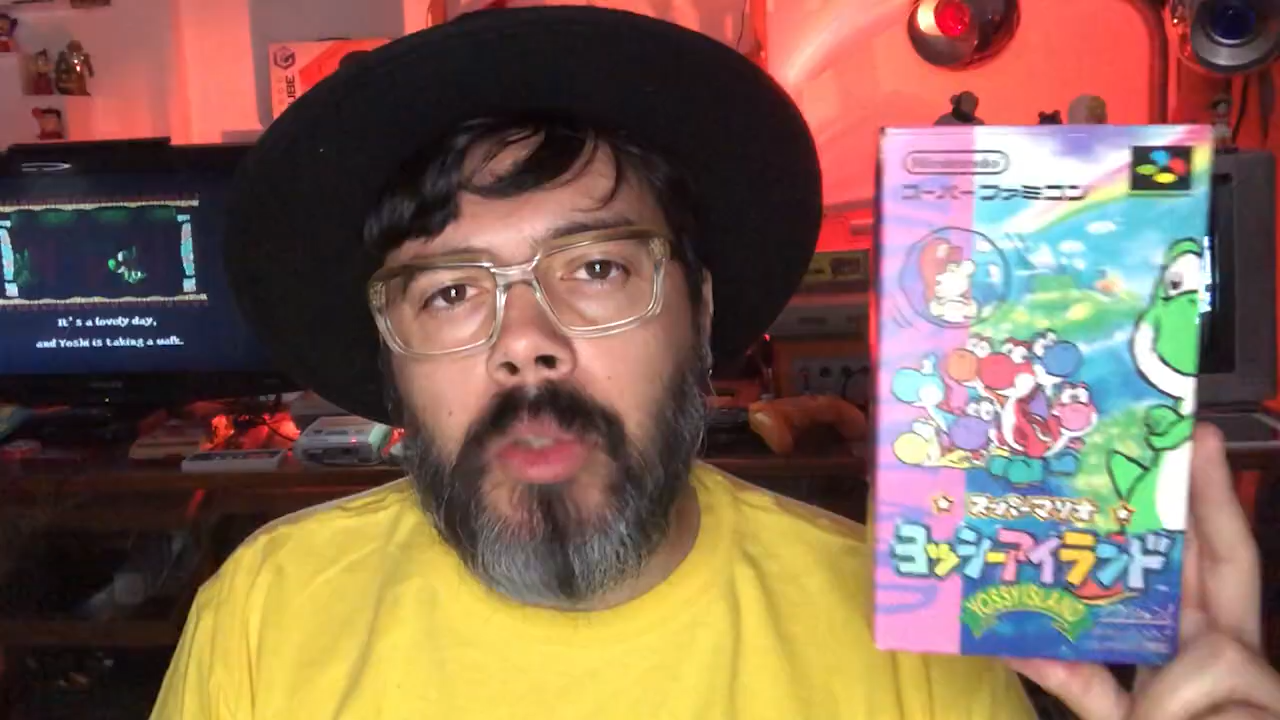 It's a lovely day,
and Yoshi is taking a walk.
Nintendo
スーパーファミコン
スーパーマリオ
ヨッシーアイランド
YOSSY ISLAND